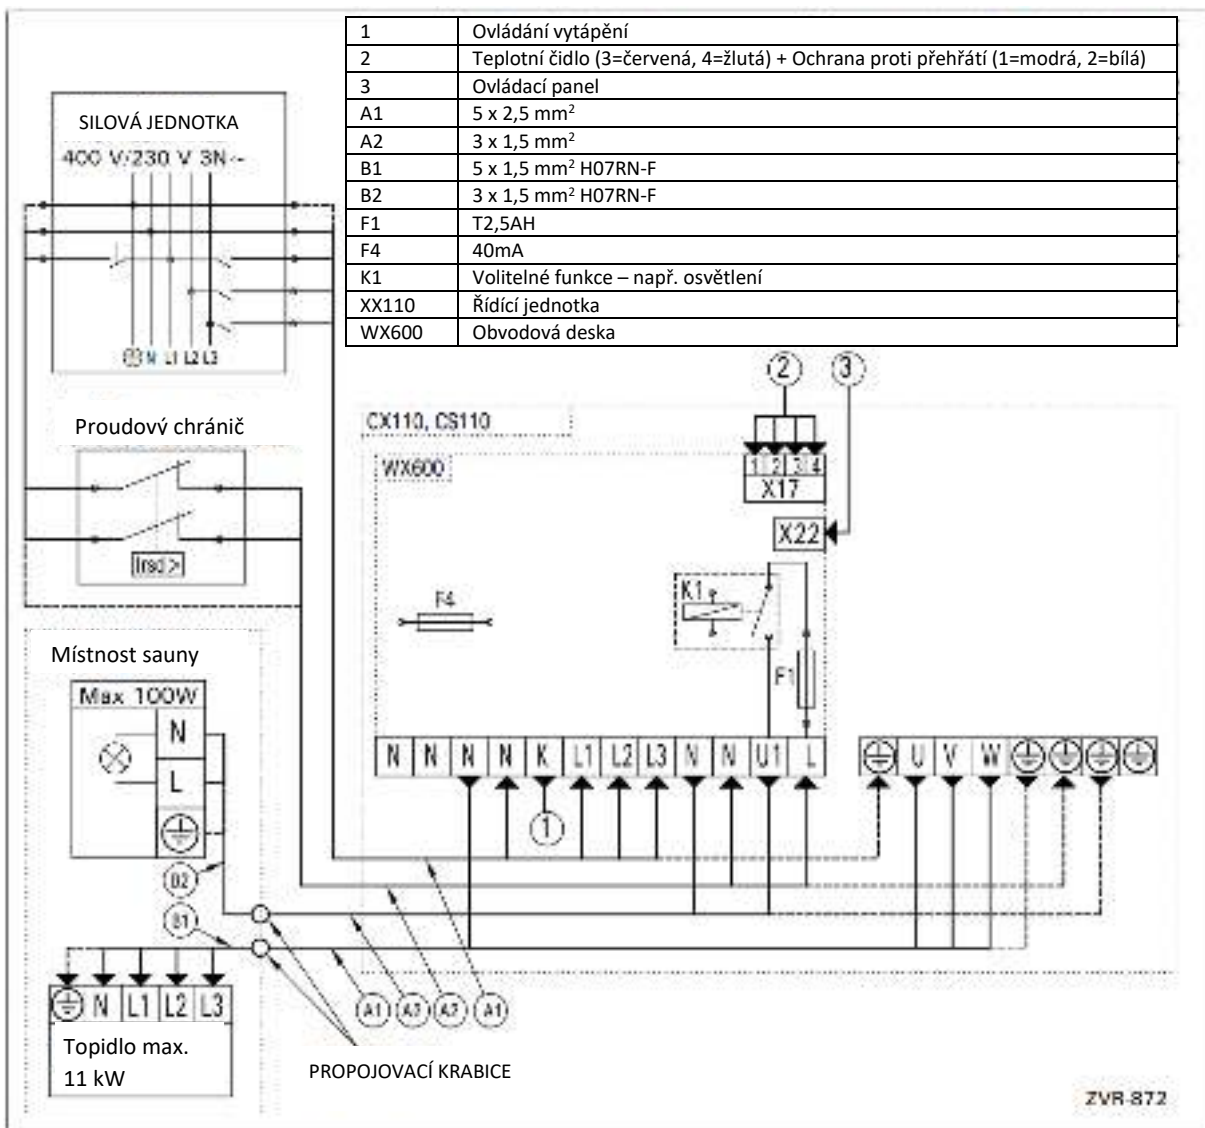 1 Ovládání vytápění
2 Teplotní čidlo (3=červená, 4=žlutá) + Ochrana proti přehřátí (1=modrá, 2=bílá)
3 Ovládací panel
A1 5 x 2,5 mm²
A2 3 x 1,5 mm²
B1 5 x 1,5 mm² H07RN-F
B2 3 x 1,5 mm² H07RN-F
F1 T2,5AH
F4 40mA
K1 Volitelné funkce – např. osvětlení
XX110 Řídící jednotka
WX600 Obvodová deska
SILOVÁ JEDNOTKA
400 V/230 V 3N~
N L1 L2 L3
Proudový chránič
Irsd >
CX110, CS110
WX600
2 3
1 2 3 4
X17
X22
K1
F4
F1
Místnost sauny
Max 100W
N
L
N N N N K L1 L2 L3 N N U1 L
U V W
1
B2
B1
N L1 L2 L3
A1 A2 A2 A1
Topidlo max.
11 kW
PROPOJOVACÍ KRABICE
ZVR-872